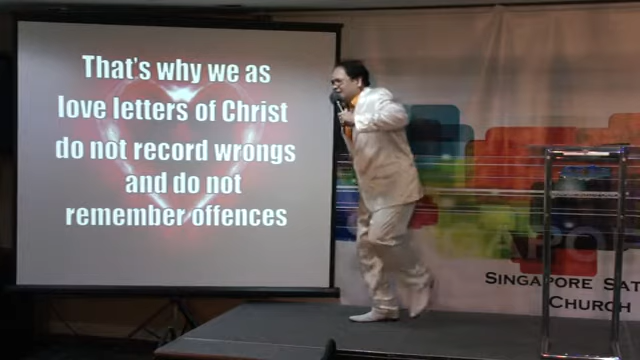 That's why we as
love letters of Christ
do not record wrongs
and do not
remember offences
SINGAPORE SAT
CHURCH